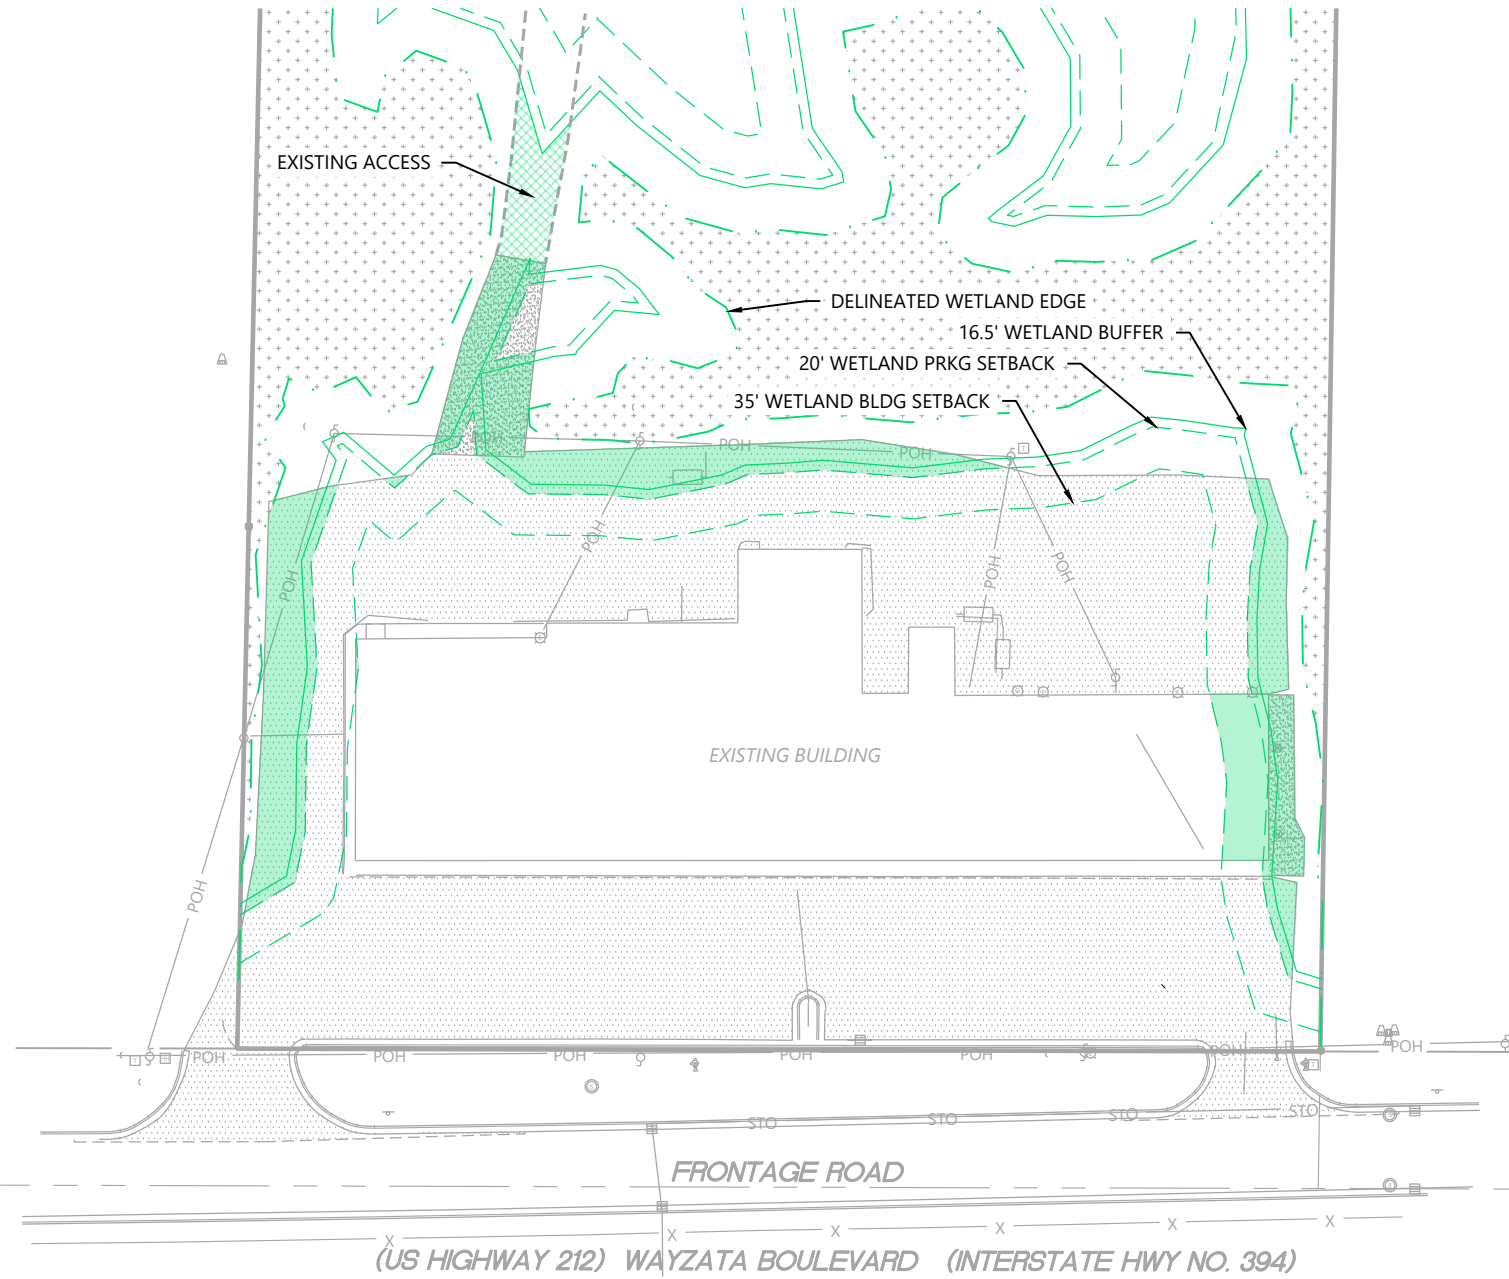 EXISTING ACCESS
DELINEATED WETLAND EDGE
16.5' WETLAND BUFFER
20' WETLAND PRKG SETBACK
35' WETLAND BLDG SETBACK
POH
POH
POH
T
POH
POH
POH
POH
EXISTING BUILDING
POH
T
POH
POH
POH
POH
POH
POH
POH
T
S
STO
STO
STO
STO
S
FRONTAGE ROAD
S
X
X
X
X
X
X
(US HIGHWAY 212) WAYZATA BOULEVARD (INTERSTATE HWY NO. 394)